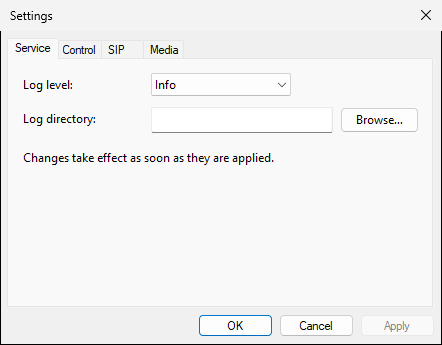 Settings
Service Control SIP Media
Log level: Info
Log directory: Browse...
Changes take effect as soon as they are applied.
OK Cancel Apply